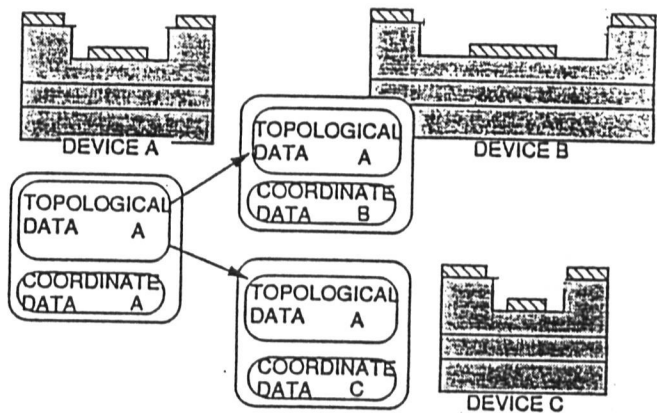 DEVICE A
DEVICE B
TOPOLOGICAL
DATA A
COORDINATE
DATA B
TOPOLOGICAL
DATA A
COORDINATE
DATA A
TOPOLOGICAL
DATA A
COORDINATE
DATA C
DEVICE C